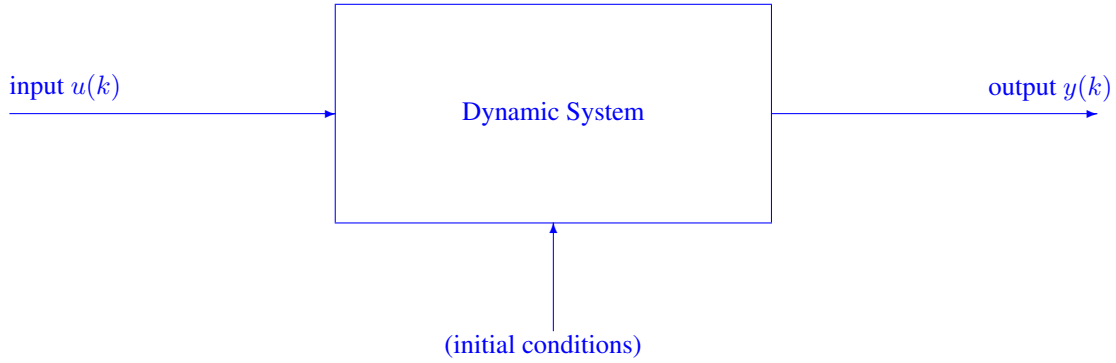 input u(k)
Dynamic System
output y(k)
(initial conditions)